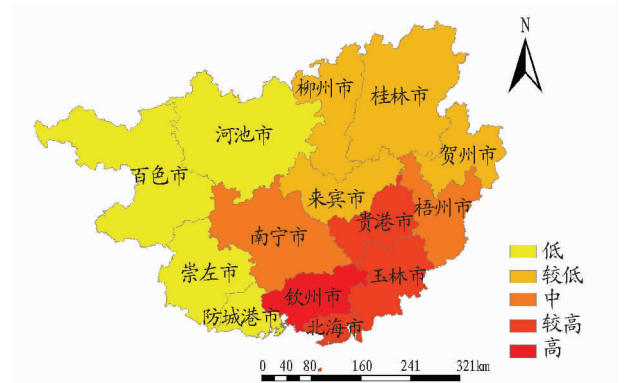 N
柳州市
桂林市
河池市
贺州市
百色市
来宾市
梧州市
贵港市
南宁市
崇左市
玉林市
钦州市
防城港市
北海市
低
较低
中
较高
高
0 40 80 160 241 321km